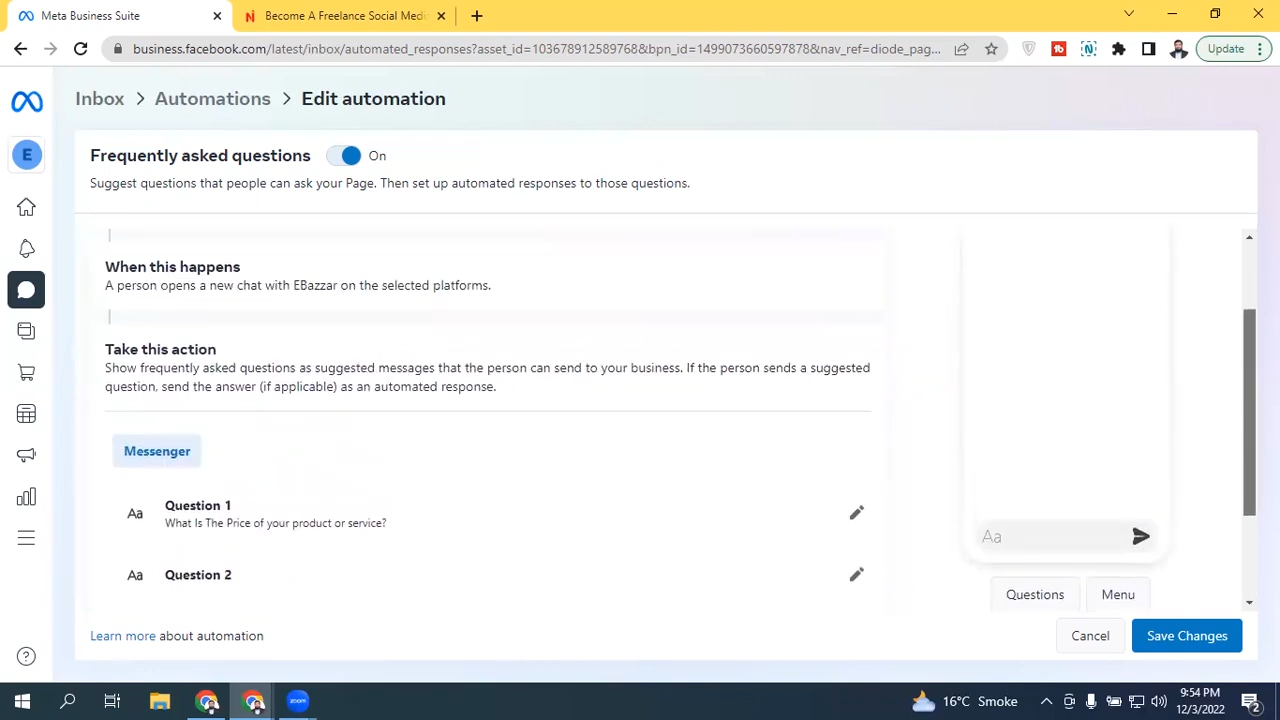 Meta Business Suite
Become A Freelance Social Medi
business.facebook.com/latest/inbox/automated_responses?asset_id=103678912589768&bpn_id=1499073660597878&nav_ref=diode_pag...
Update
Inbox > Automations > Edit automation
E
Frequently asked questions
On
Suggest questions that people can ask your Page. Then set up automated responses to those questions.
When this happens
A person opens a new chat with EBazzar on the selected platforms.
Take this action
Show frequently asked questions as suggested messages that the person can send to your business. If the person sends a suggested
question, send the answer (if applicable) as an automated response.
Messenger
Aa
Question 1
What Is The Price of your product or service?
Aa
Question 2
Aa
Questions
Menu
Learn more about automation
Cancel
Save Changes
zoom
16°C Smoke
9:54 PM
12/3/2022
2